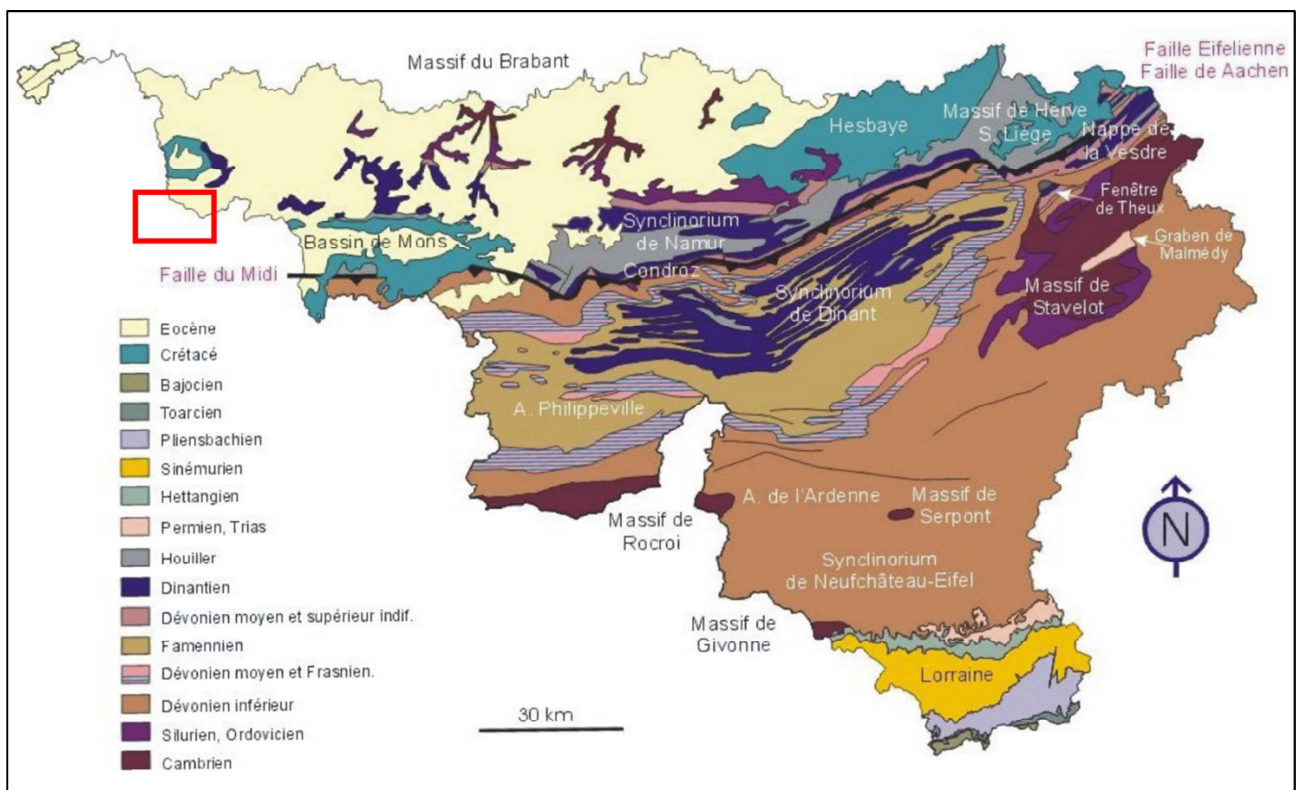 Massif du Brabant
Faille Eifelienne
Faille de Aachen
Hesbaye
Massif de Herve
S. Liège
Nappe de
la Vesdre
Fenêtre
de Theux
Graben de
Malmédy
Synclinorium
de Namur
Bassin de Mons
Faille du Midi
Condroz
Synclinorium
de Dinant
Massif de
Stavelot
A. Philippeville
A. de l'Ardenne
Massif de
Serpont
Massif de
Rocroi
Synclinorium
de Neufchâteau-Eifel
Massif de
Givonne
Lorraine
Eocène
Crétacé
Bajocien
Toarcien
Pliensbachien
Sinémurien
Hettangien
Permien, Trias
Houiller
Dinantien
Dévonien moyen et supérieur indif.
Famennien
Dévonien moyen et Frasnien.
Dévonien inférieur
Silurien, Ordovicien
Cambrien
30 km
N